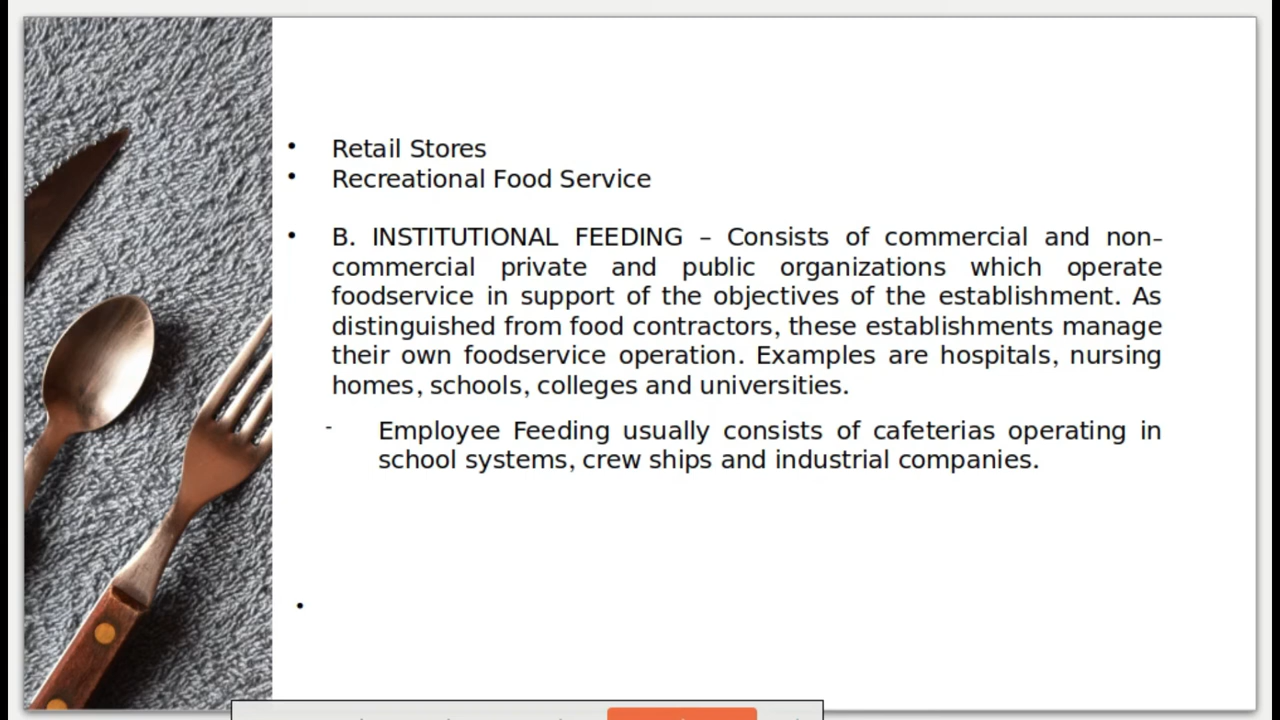 • Retail Stores
• Recreational Food Service
• B. INSTITUTIONAL FEEDING – Consists of commercial and non-
commercial private and public organizations which operate
foodservice in support of the objectives of the establishment. As
distinguished from food contractors, these establishments manage
their own foodservice operation. Examples are hospitals, nursing
homes, schools, colleges and universities.
- Employee Feeding usually consists of cafeterias operating in
school systems, crew ships and industrial companies.
•